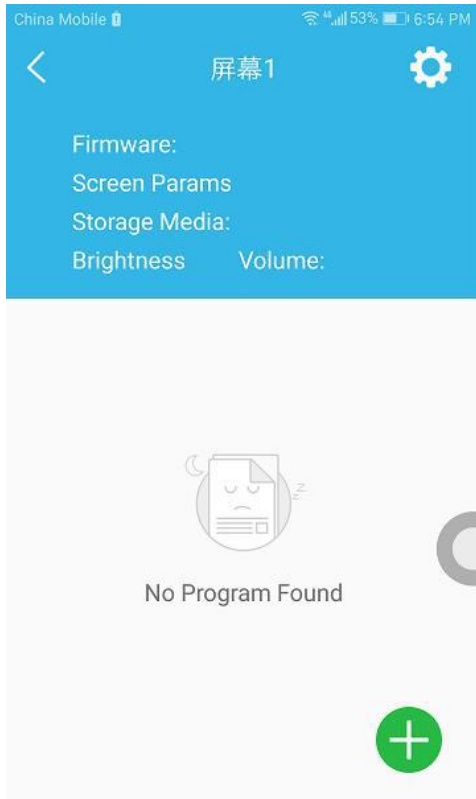 China Mobile 53% 6:54 PM
屏幕1
Firmware:
Screen Params
Storage Media:
Brightness Volume:
No Program Found